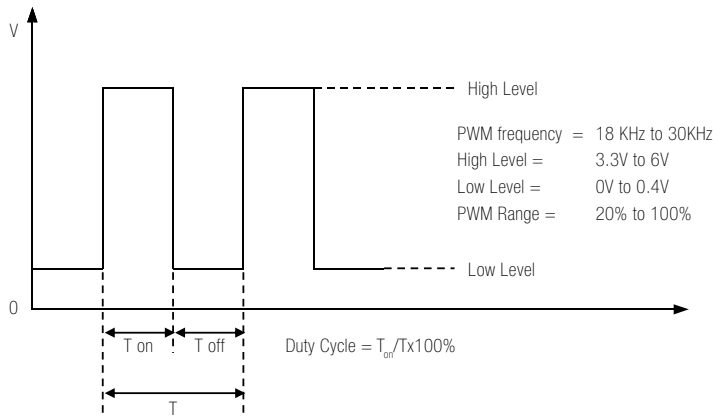 V
High Level
PWM frequency = 18 KHz to 30KHz
High Level = 3.3V to 6V
Low Level = 0V to 0.4V
PWM Range = 20% to 100%
Low Level
0
T on T off Duty Cycle = Ton/Tx100%
T